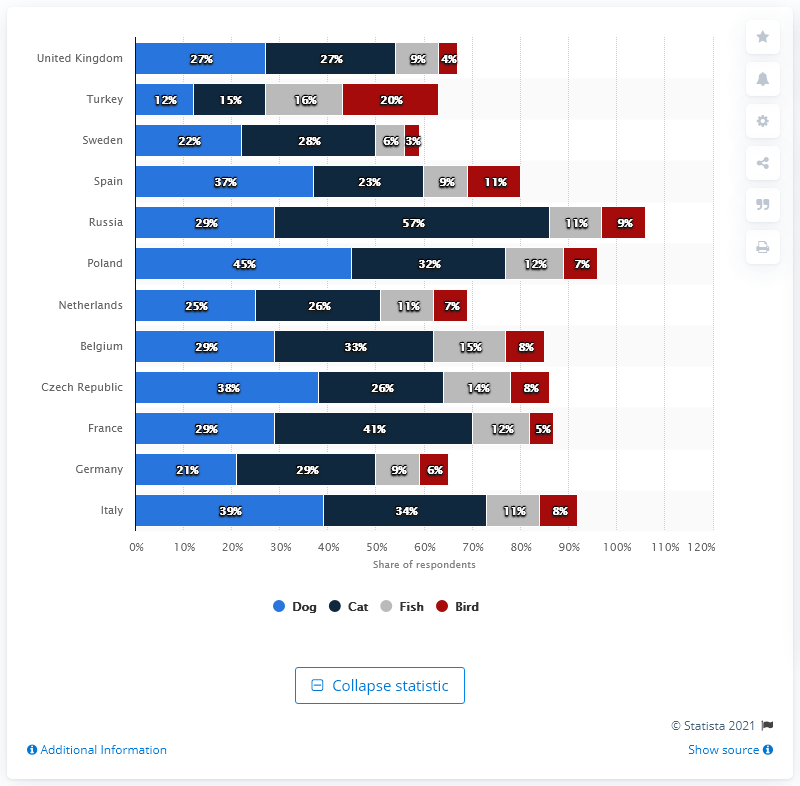 United Kingdom 27% 27% 9% 4%
Turkey 12% 15% 16% 20%
Sweden 22% 28% 6% 3%
Spain 37% 23% 9% 11%
Russia 29% 57% 11% 9%
Poland 45% 32% 12% 7%
Netherlands 25% 26% 11% 7%
Belgium 29% 33% 15% 8%
Czech Republic 38% 26% 14% 8%
France 29% 41% 12% 5%
Germany 21% 29% 9% 6%
Italy 39% 34% 11% 8%
0% 10% 20% 30% 40% 50% 60% 70% 80% 90% 100% 110% 120%
Share of respondents
Dog Cat Fish Bird
Collapse statistic
© Statista 2021
Additional Information Show source